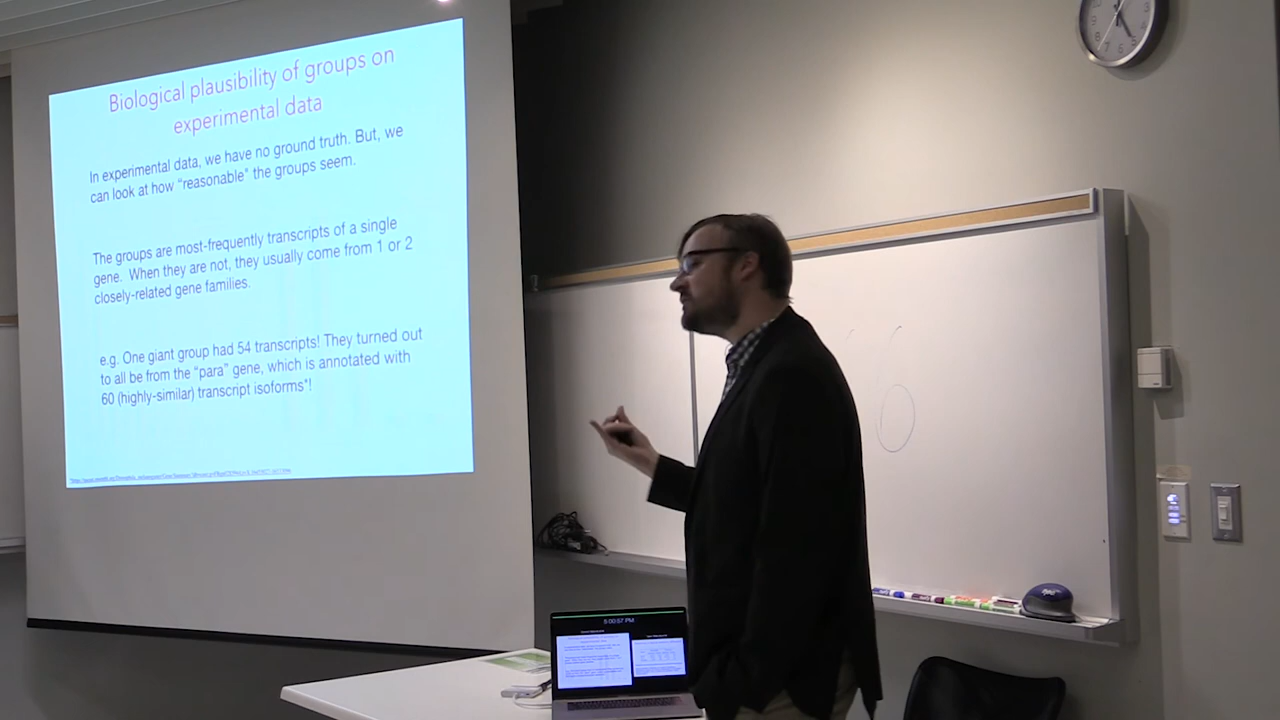 Biological plausibility of groups on
experimental data
In experimental data, we have no ground truth. But, we
can look at how "reasonable" the groups seem.
The groups are most-frequently transcripts of a single
gene. When they are not, they usually come from 1 or 2
closely-related gene families.
e.g. One giant group had 54 transcripts! They turned out
to all be from the "para" gene, which is annotated with
60 (highly-similar) transcript isoforms*!
5:00:57 PM